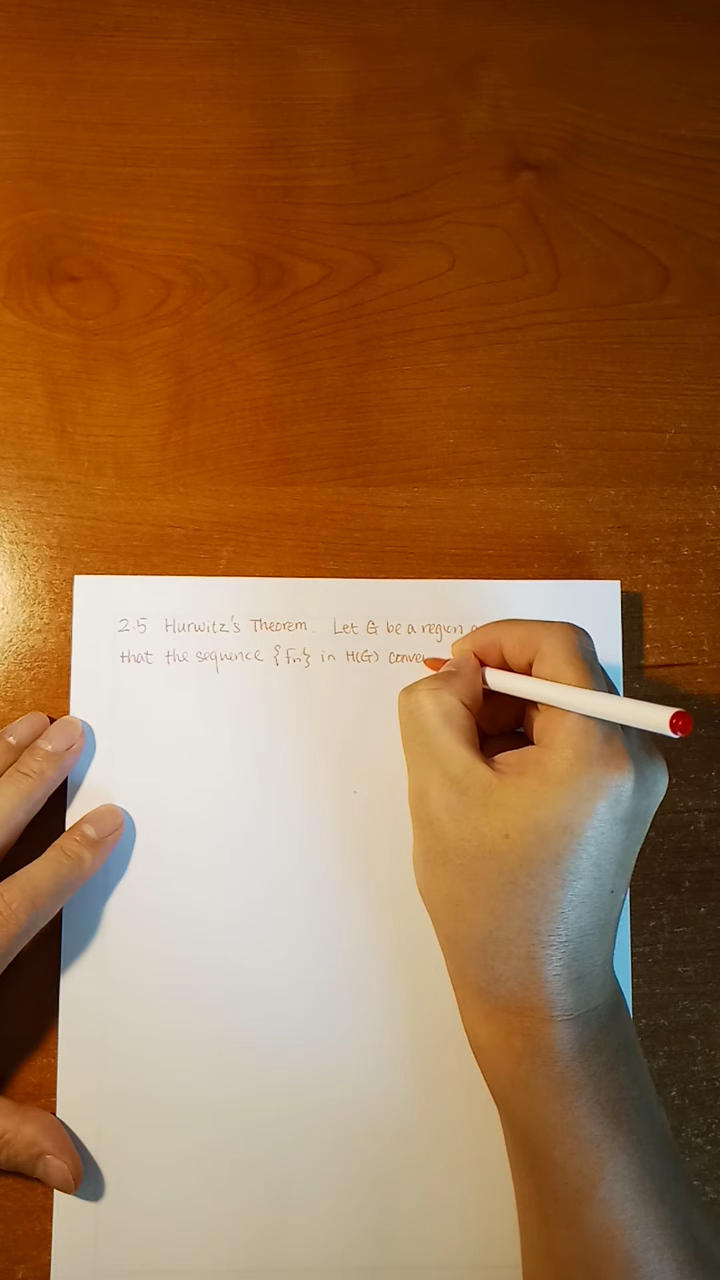 2.5 Hurwitz's Theorem. Let G be a region
that the sequence {fn} in H(G)